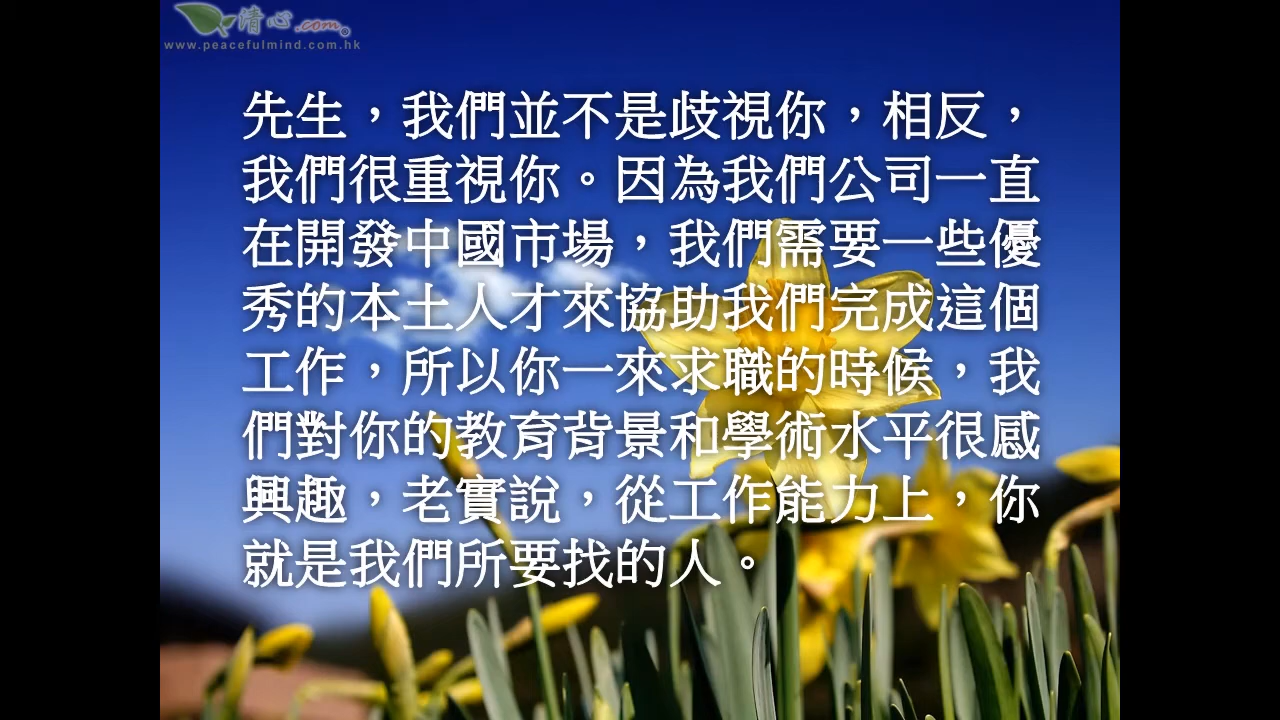 清心.com
www.peacefulmind.com.hk
先生，我們並不是歧視你，相反，
我們很重視你。因為我們公司一直
在開發中國市場，我們需要一些優
秀的本土人才來協助我們完成這個
工作，所以你一來求職的時候，我
們對你的教育背景和學術水平很感
興趣，老實說，從工作能力上，你
就是我們所要找的人。